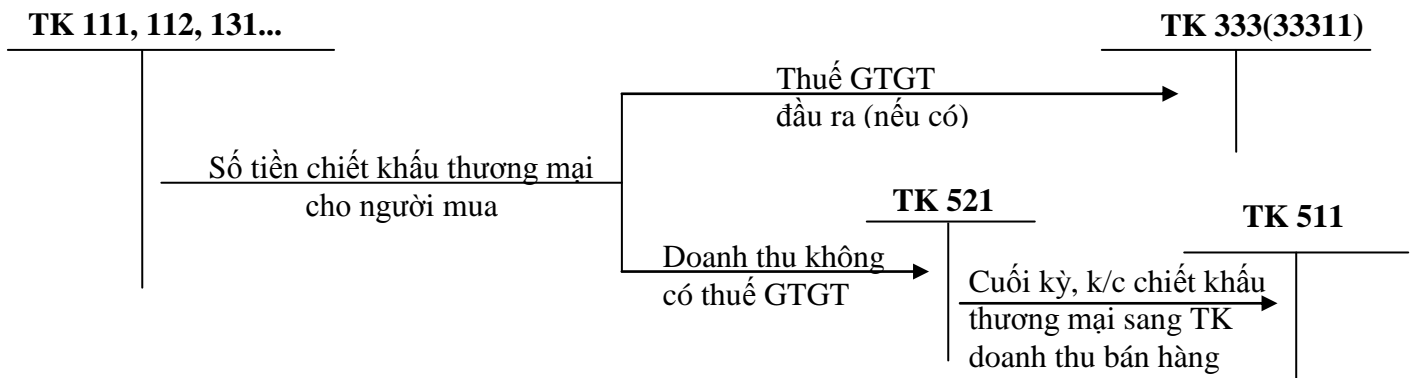 TK 111, 112, 131...
TK 333(33311)
Thuế GTGT
đầu ra (nếu có)
Số tiền chiết khấu thương mại
cho người mua
TK 521
TK 511
Doanh thu không
có thuế GTGT
Cuối kỳ, k/c chiết khấu
thương mại sang TK
doanh thu bán hàng